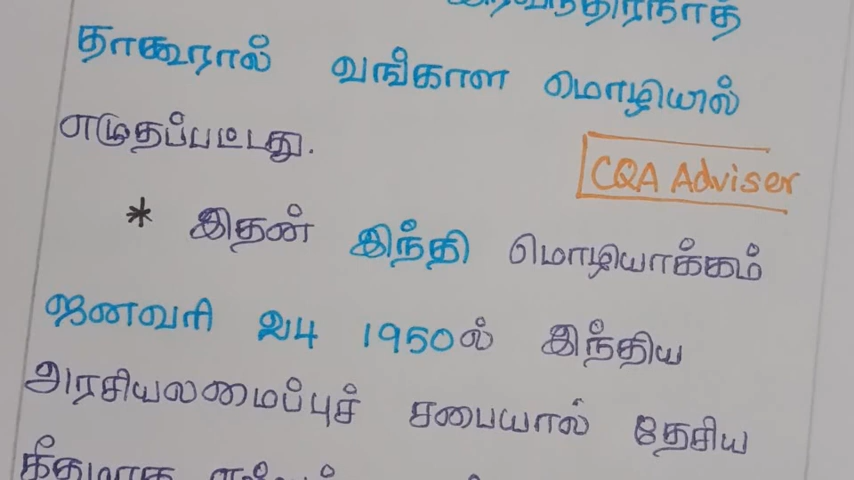 தாகூரால் வங்காள மொழியில்
எழுதப்பட்டது.
CQA Adviser
* இதன் இந்தி மொழியாக்கம்
ஜனவரி 24 1950ல் இந்திய
அரசியலமைப்புச் சபையால் தேசிய